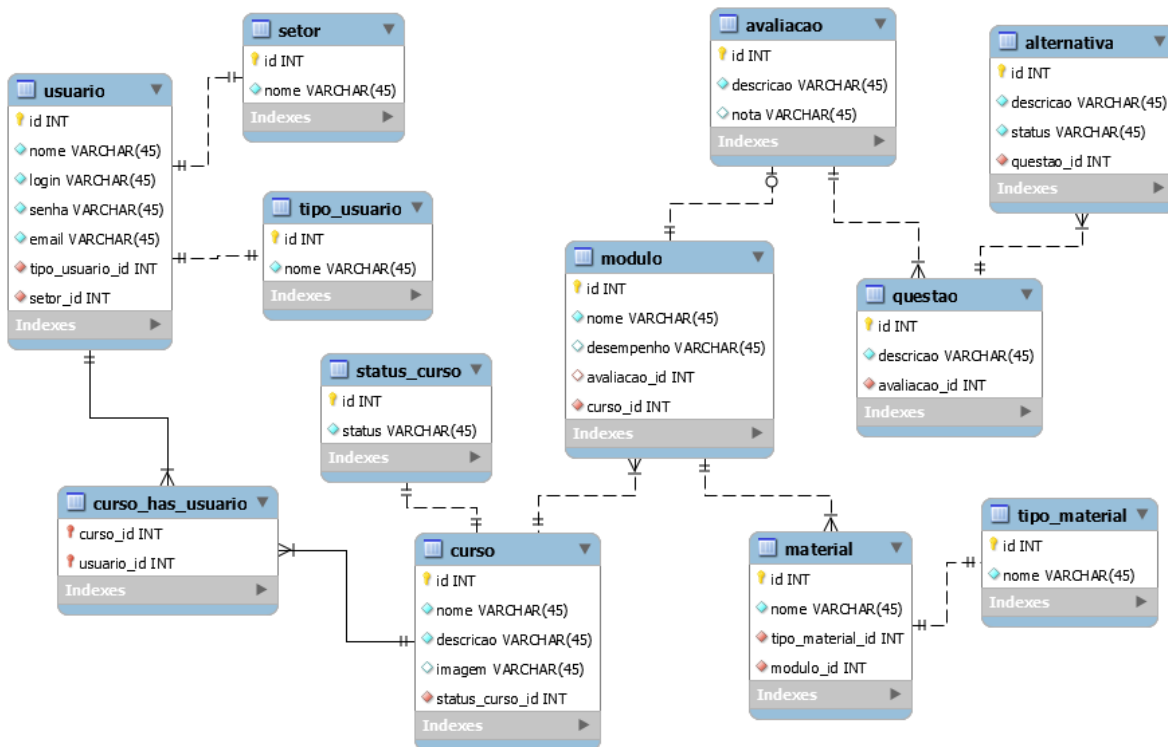 setor
id INT
nome VARCHAR(45)
Indexes
usuario
id INT
nome VARCHAR(45)
login VARCHAR(45)
senha VARCHAR(45)
email VARCHAR(45)
tipo_usuario_id INT
setor_id INT
Indexes
tipo_usuario
id INT
nome VARCHAR(45)
Indexes
avaliacao
id INT
descricao VARCHAR(45)
nota VARCHAR(45)
Indexes
alternativa
id INT
descricao VARCHAR(45)
status VARCHAR(45)
questao_id INT
Indexes
modulo
id INT
nome VARCHAR(45)
desempenho VARCHAR(45)
avaliacao_id INT
curso_id INT
Indexes
questao
id INT
descricao VARCHAR(45)
avaliacao_id INT
Indexes
status_curso
id INT
status VARCHAR(45)
Indexes
curso_has_usuario
curso_id INT
usuario_id INT
Indexes
curso
id INT
nome VARCHAR(45)
descricao VARCHAR(45)
imagem VARCHAR(45)
status_curso_id INT
Indexes
material
id INT
nome VARCHAR(45)
tipo_material_id INT
modulo_id INT
Indexes
tipo_material
id INT
nome VARCHAR(45)
Indexes